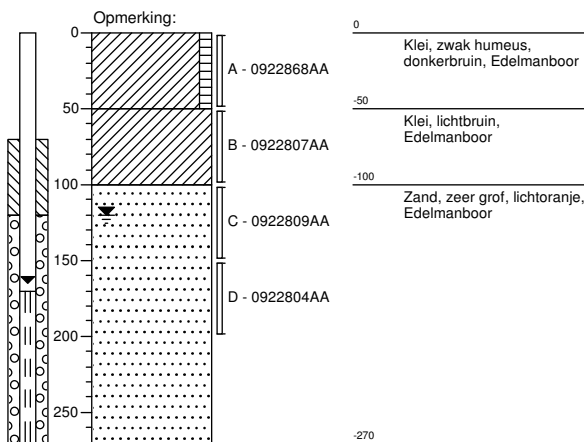 Opmerking:
0
50
100
150
200
250
A - 0922868AA
B - 0922807AA
C - 0922809AA
D - 0922804AA
0
Klei, zwak humeus,
donkerbruin, Edelmanboor
-50
Klei, lichtbruin,
Edelmanboor
-100
Zand, zeer grof, lichtoranje,
Edelmanboor
-270